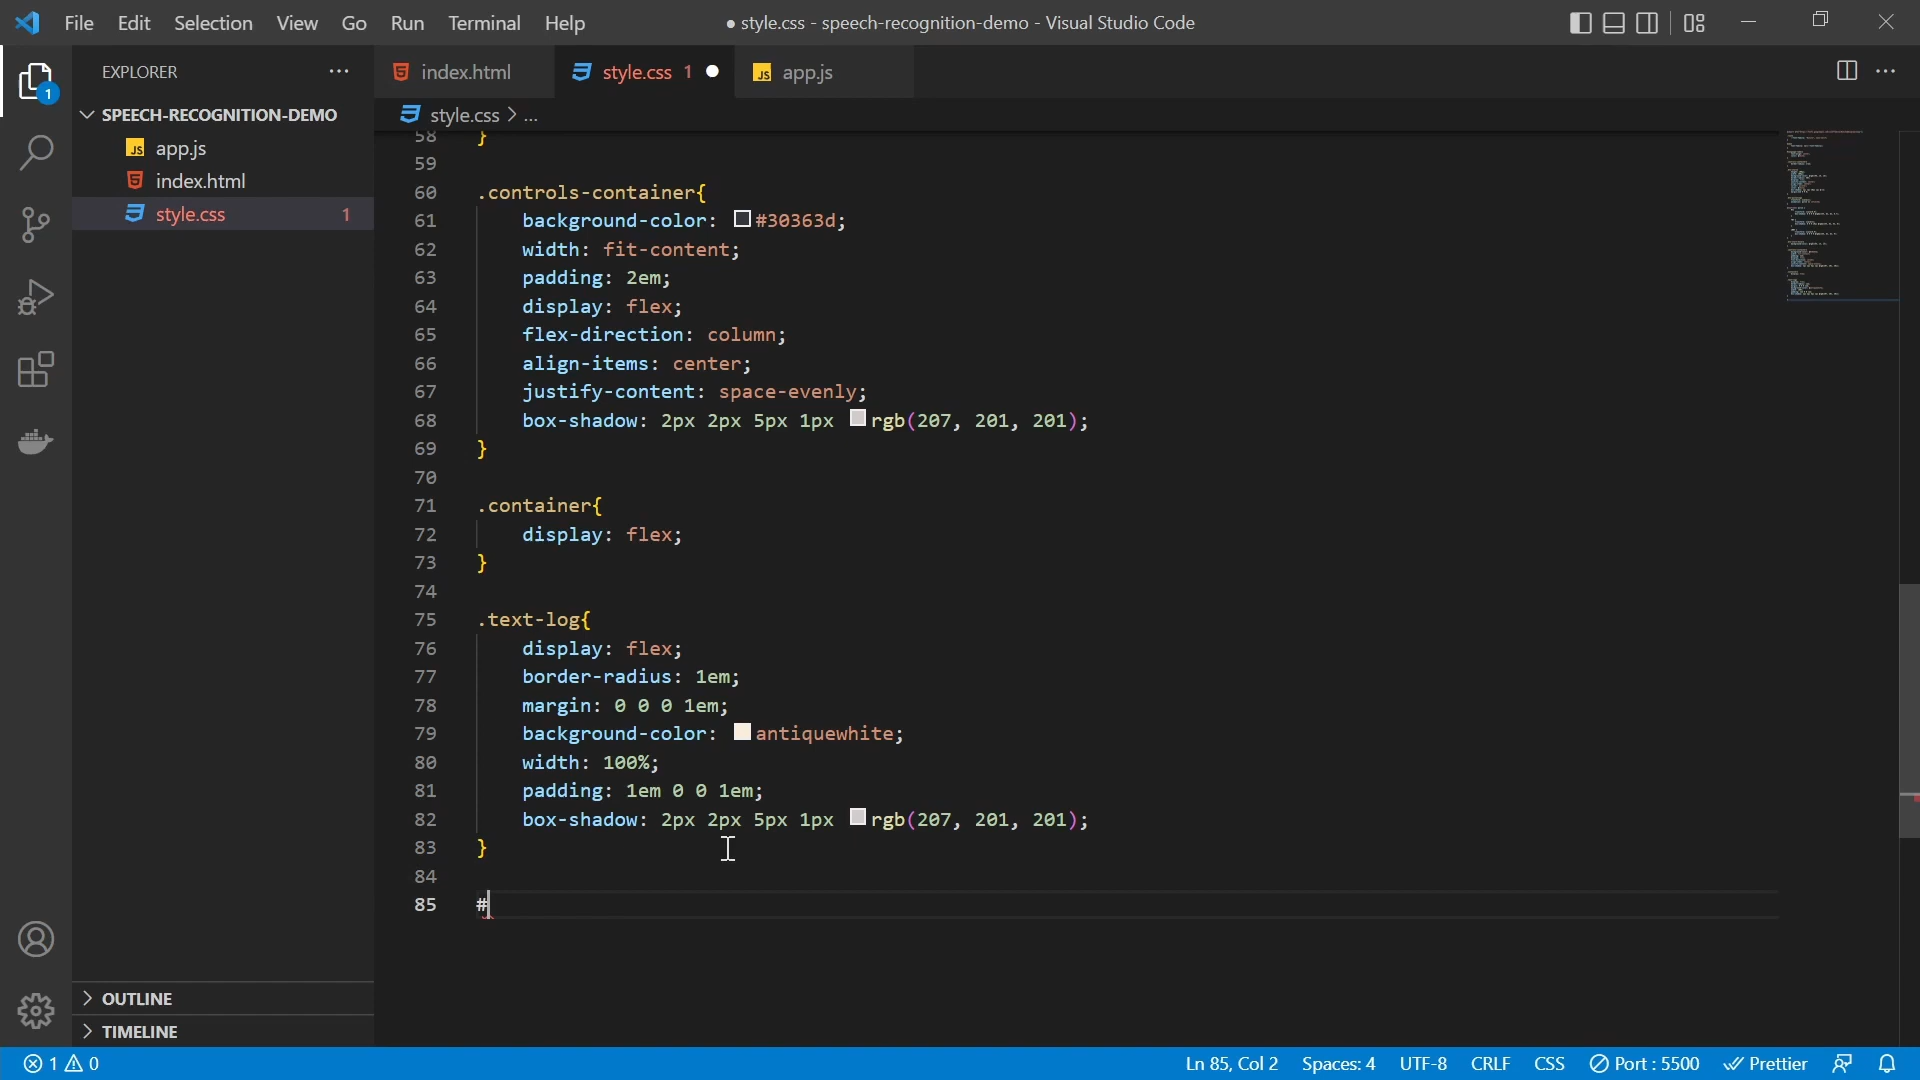 File Edit Selection View Go Run Terminal Help
● style.css - speech-recognition-demo - Visual Studio Code
1
EXPLORER
SPEECH-RECOGNITION-DEMO
JS app.js
index.html
style.css 1
OUTLINE
TIMELINE
index.html
style.css 1
JS app.js
style.css > ...
58 }
59
60 .controls-container{
61 background-color: #30363d;
62 width: fit-content;
63 padding: 2em;
64 display: flex;
65 flex-direction: column;
66 align-items: center;
67 justify-content: space-evenly;
68 box-shadow: 2px 2px 5px 1px rgb(207, 201, 201);
69 }
70
71 .container{
72 display: flex;
73 }
74
75 .text-log{
76 display: flex;
77 border-radius: 1em;
78 margin: 0 0 0 1em;
79 background-color: antiquewhite;
80 width: 100%;
81 padding: 1em 0 0 1em;
82 box-shadow: 2px 2px 5px 1px rgb(207, 201, 201);
83 }
84
85 #
1 0
Ln 85, Col 2 Spaces: 4 UTF-8 CRLF CSS Port : 5500 Prettier